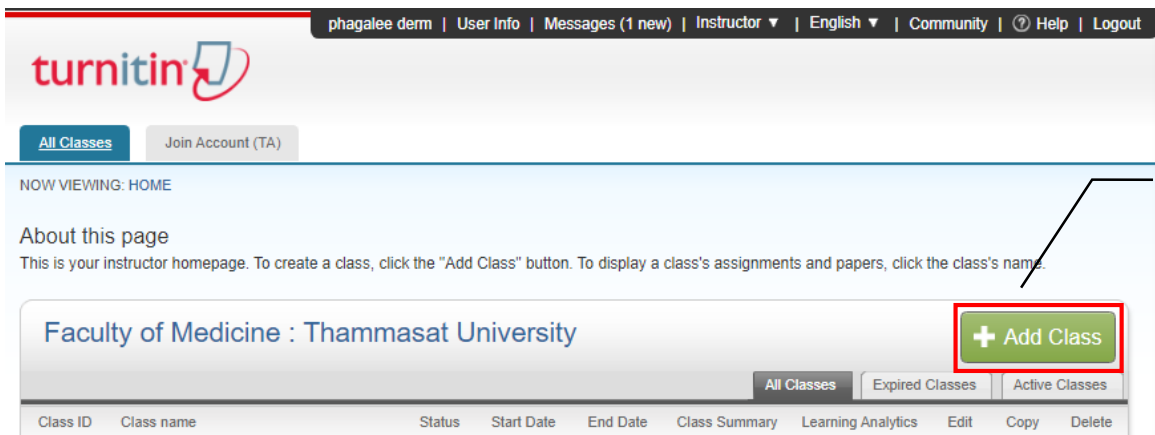 phagalee derm | User Info | Messages (1 new) | Instructor ▼ | English ▼ | Community | ? Help | Logout
turnitin
All Classes Join Account (TA)
NOW VIEWING: HOME
About this page
This is your instructor homepage. To create a class, click the "Add Class" button. To display a class's assignments and papers, click the class's name.
Faculty of Medicine : Thammasat University
+ Add Class
All Classes Expired Classes Active Classes
Class ID Class name Status Start Date End Date Class Summary Learning Analytics Edit Copy Delete